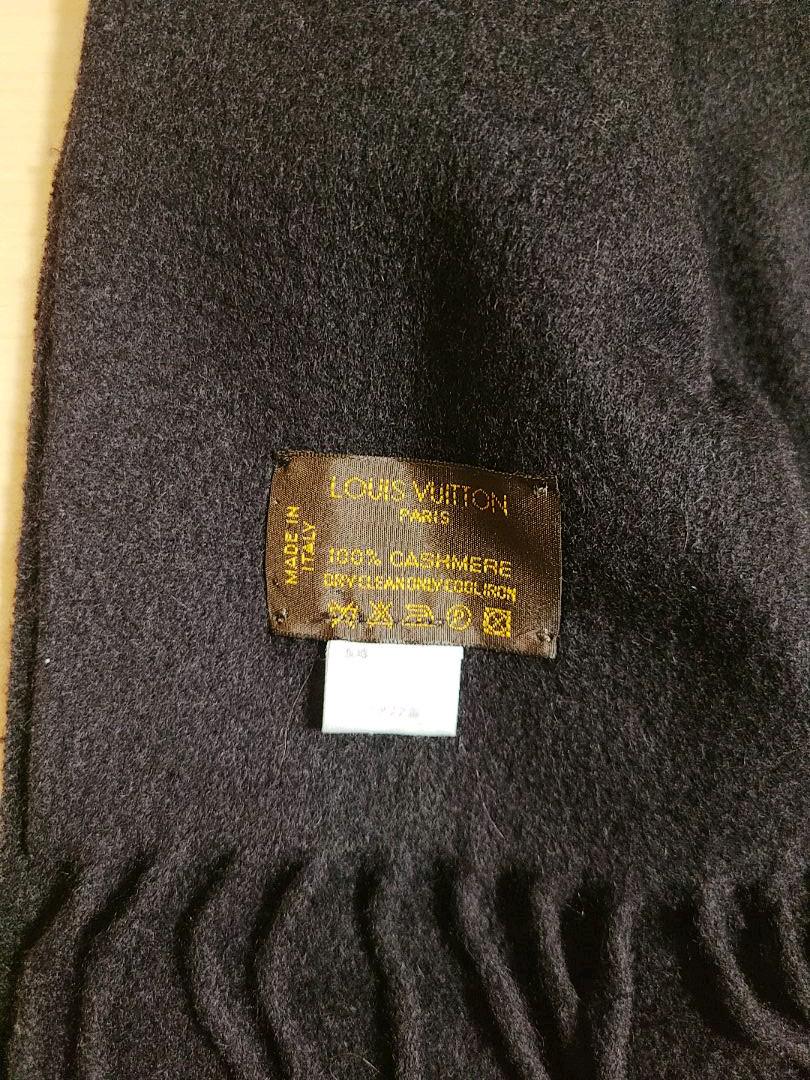 LOUIS VUITTON
PARIS
MADE IN
ITALY
100% CASHMERE
DRY CLEAN ONLY COOL IRON